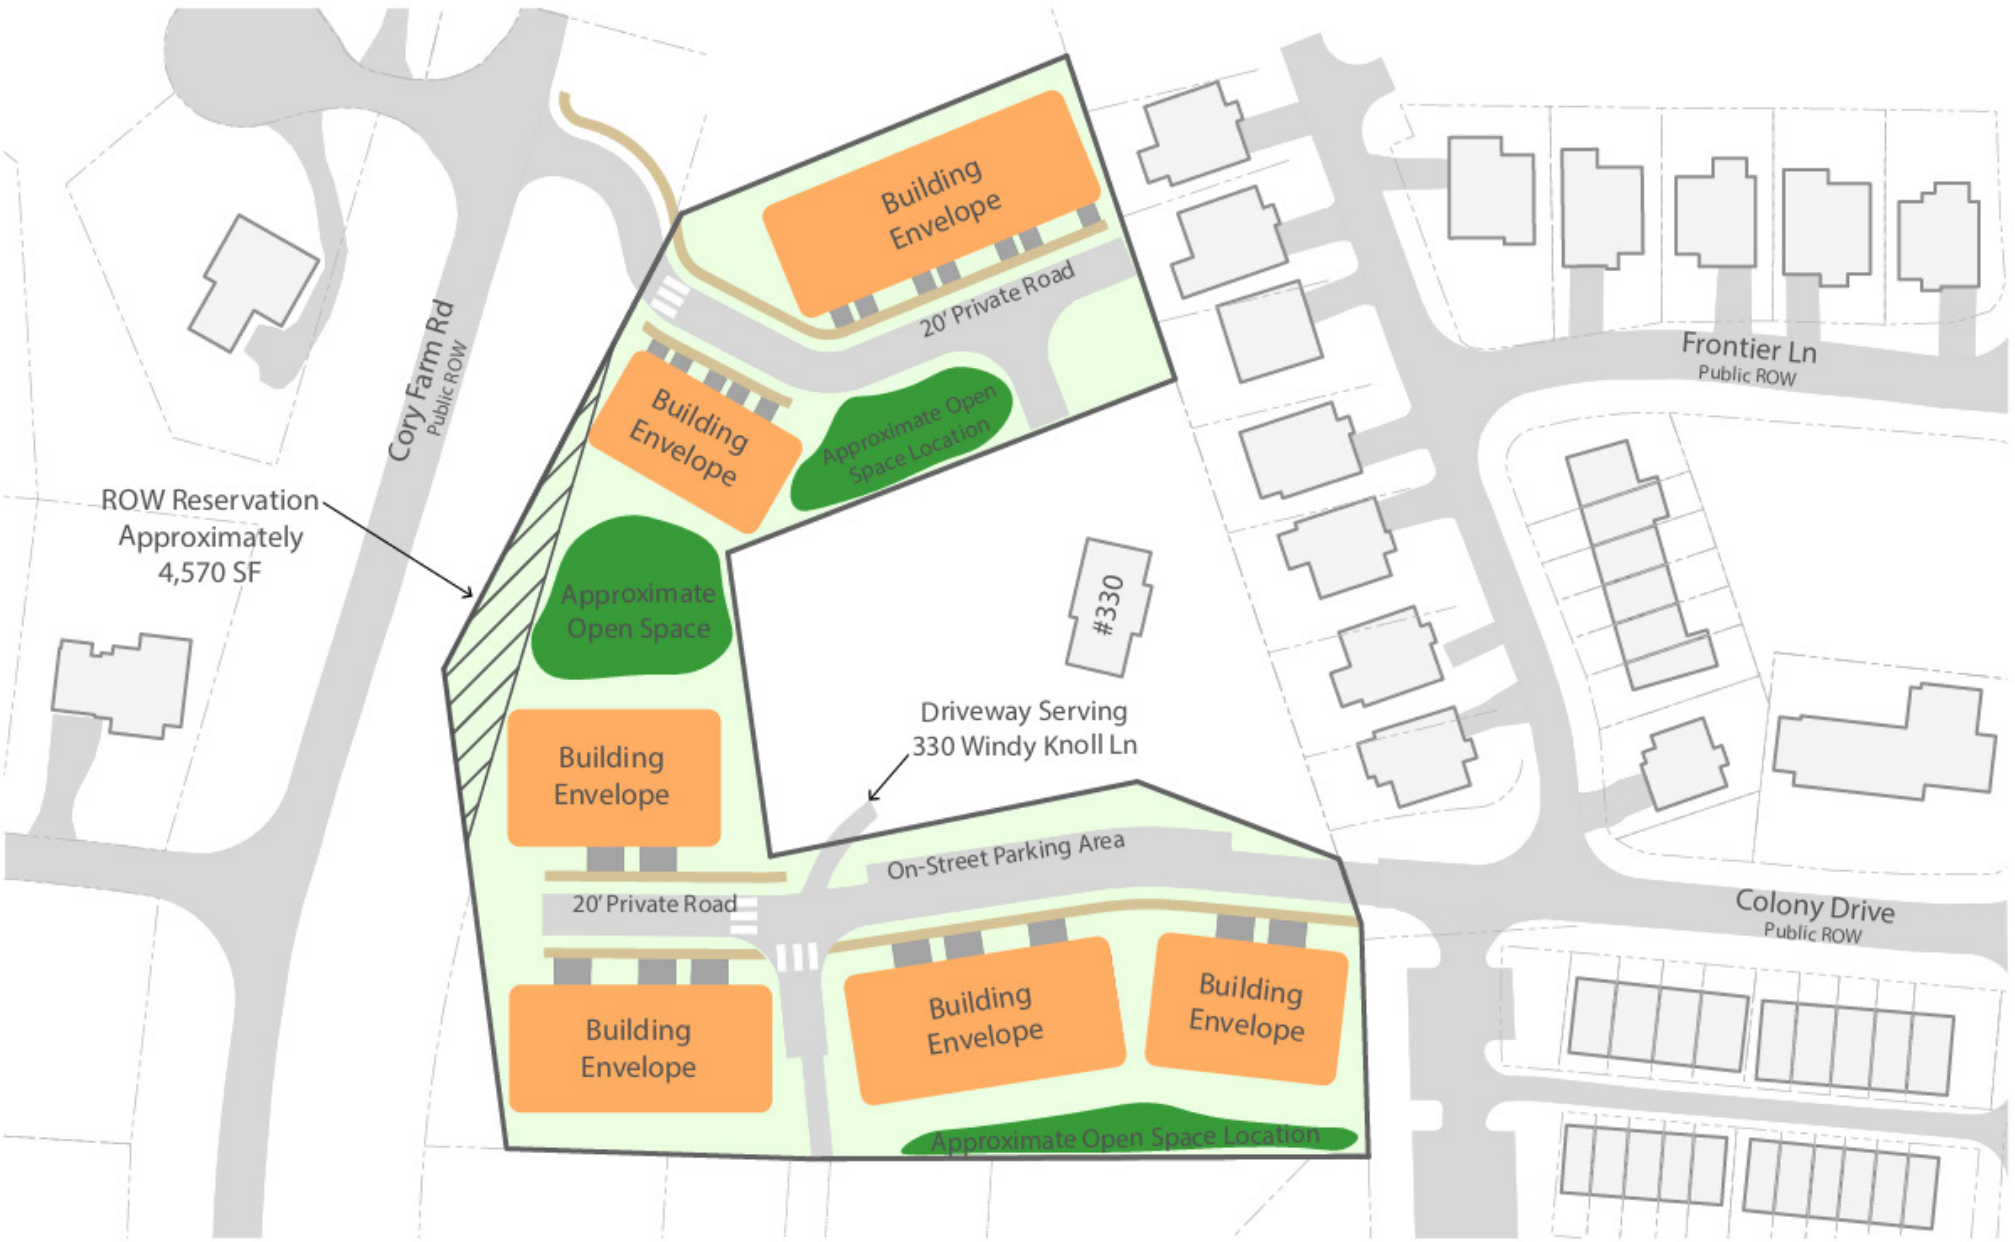 Building
Envelope
20' Private Road
Cory Farm Rd
Public ROW
Building
Envelope
Approximate Open
Space Location
Frontier Ln
Public ROW
ROW Reservation
Approximately
4,570 SF
Approximate
Open Space
#330
Driveway Serving
330 Windy Knoll Ln
Building
Envelope
On-Street Parking Area
20' Private Road
Colony Drive
Public ROW
Building
Envelope
Building
Envelope
Building
Envelope
Approximate Open Space Location